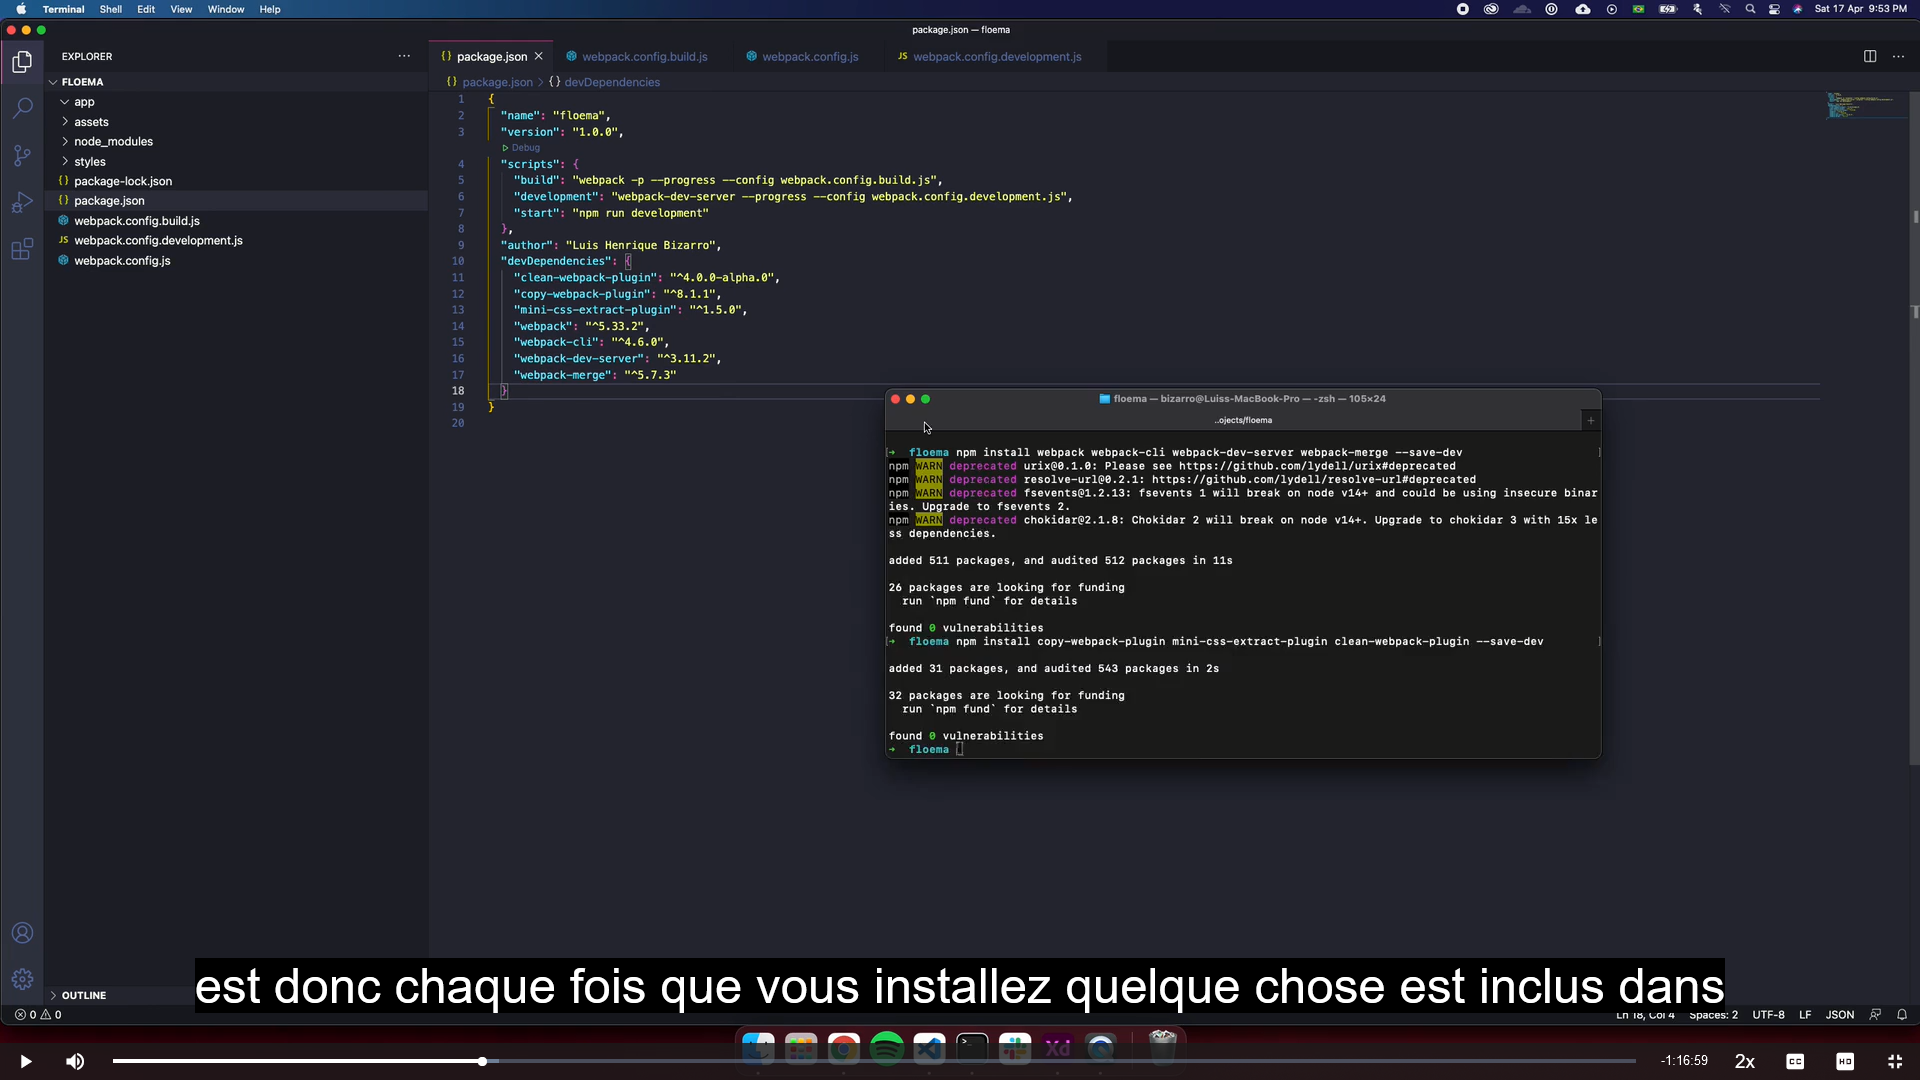 Terminal Shell Edit View Window Help
Sat 17 Apr 9:53 PM
package.json — floema
EXPLORER
package.json
webpack.config.build.js
webpack.config.js
JS webpack.config.development.js
FLOEMA
{} package.json > {} devDependencies
app
assets
node_modules
styles
{} package-lock.json
{} package.json
webpack.config.build.js
JS webpack.config.development.js
webpack.config.js
1 {
2 "name": "floema",
3 "version": "1.0.0",
Debug
4 "scripts": {
5 "build": "webpack -p --progress --config webpack.config.build.js",
6 "development": "webpack-dev-server --progress --config webpack.config.development.js",
7 "start": "npm run development"
8 },
9 "author": "Luis Henrique Bizarro",
10 "devDependencies": {
11 "clean-webpack-plugin": "^4.0.0-alpha.0",
12 "copy-webpack-plugin": "^8.1.1",
13 "mini-css-extract-plugin": "^1.5.0",
14 "webpack": "^5.33.2",
15 "webpack-cli": "^4.6.0",
16 "webpack-dev-server": "^3.11.2",
17 "webpack-merge": "^5.7.3"
18 }
19 }
20
floema — bizarro@Luiss-MacBook-Pro — -zsh — 105×24
..ojects/floema
→ floema npm install webpack webpack-cli webpack-dev-server webpack-merge --save-dev
npm WARN deprecated urix@0.1.0: Please see https://github.com/lydell/urix#deprecated
npm WARN deprecated resolve-url@0.2.1: https://github.com/lydell/resolve-url#deprecated
npm WARN deprecated fsevents@1.2.13: fsevents 1 will break on node v14+ and could be using insecure binar
ies. Upgrade to fsevents 2.
npm WARN deprecated chokidar@2.1.8: Chokidar 2 will break on node v14+. Upgrade to chokidar 3 with 15x le
ss dependencies.
added 511 packages, and audited 512 packages in 11s
26 packages are looking for funding
run `npm fund` for details
found 0 vulnerabilities
→ floema npm install copy-webpack-plugin mini-css-extract-plugin clean-webpack-plugin --save-dev
added 31 packages, and audited 543 packages in 2s
32 packages are looking for funding
run `npm fund` for details
found 0 vulnerabilities
→ floema
est donc chaque fois que vous installez quelque chose est inclus dans
OUTLINE
0 0
Ln 18, Col 4 Spaces: 2 UTF-8 LF JSON
Xd
-1:16:59 2x CC HD